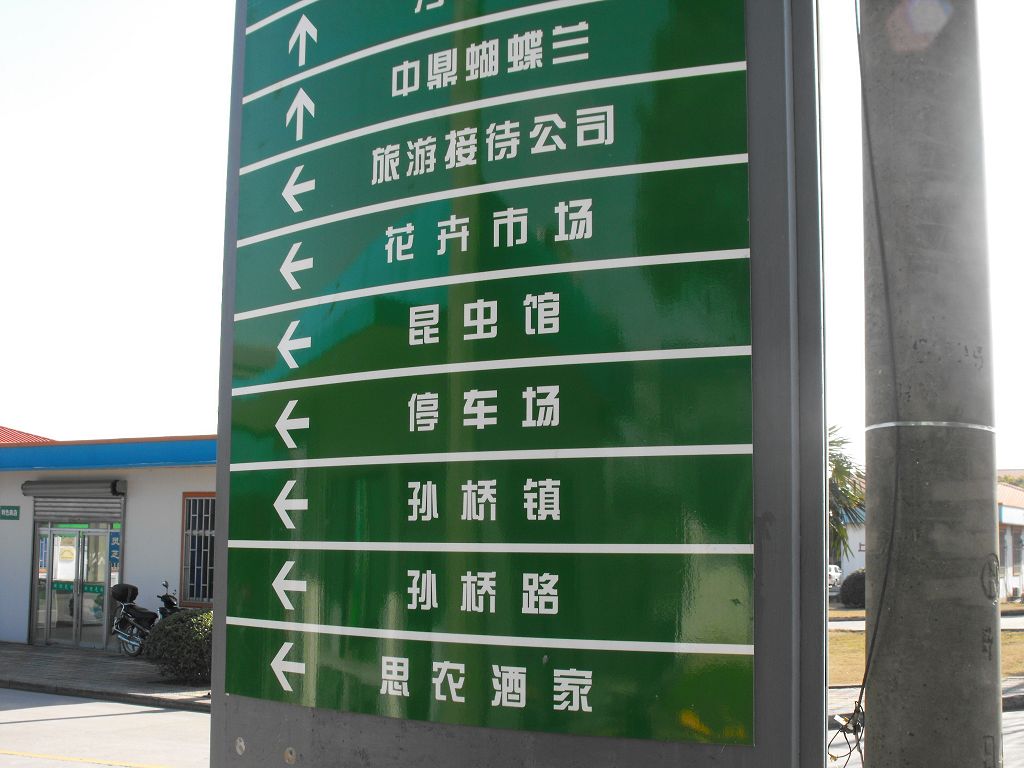 中鼎蝴蝶兰
旅游接待公司
花卉市场
昆虫馆
停车场
孙桥镇
孙桥路
思农酒家